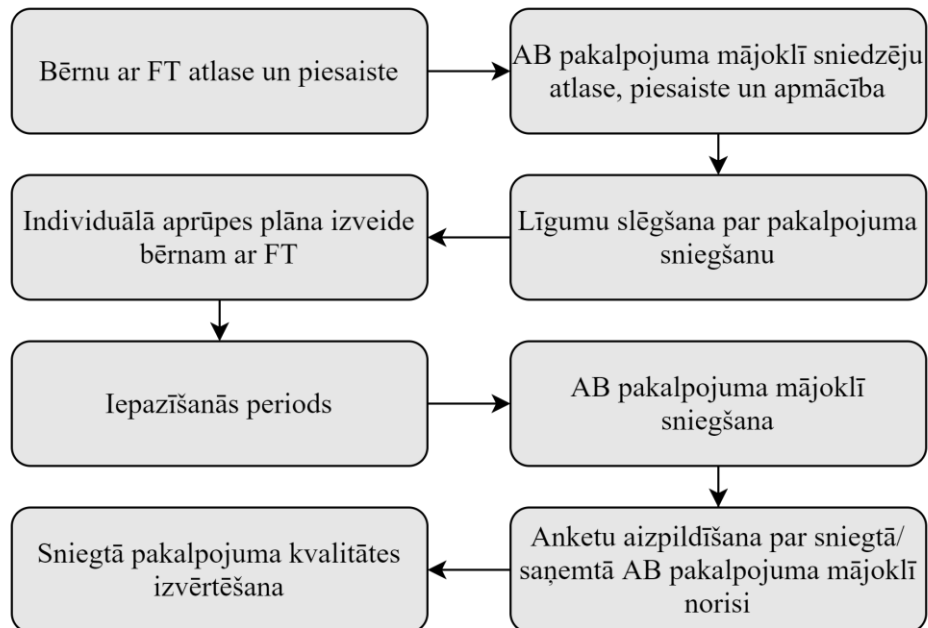 Bērnu ar FT atlase un piesaiste
AB pakalpojuma mājoklī sniedzēju
atlase, piesaiste un apmācība
Līgumu slēgšana par pakalpojuma
sniegšanu
Individuālā aprūpes plāna izveide
bērnam ar FT
Iepazīšanās periods
AB pakalpojuma mājoklī
sniegšana
Anketu aizpildīšana par sniegtā/
saņemtā AB pakalpojuma mājoklī
norisi
Sniegtā pakalpojuma kvalitātes
izvērtēšana